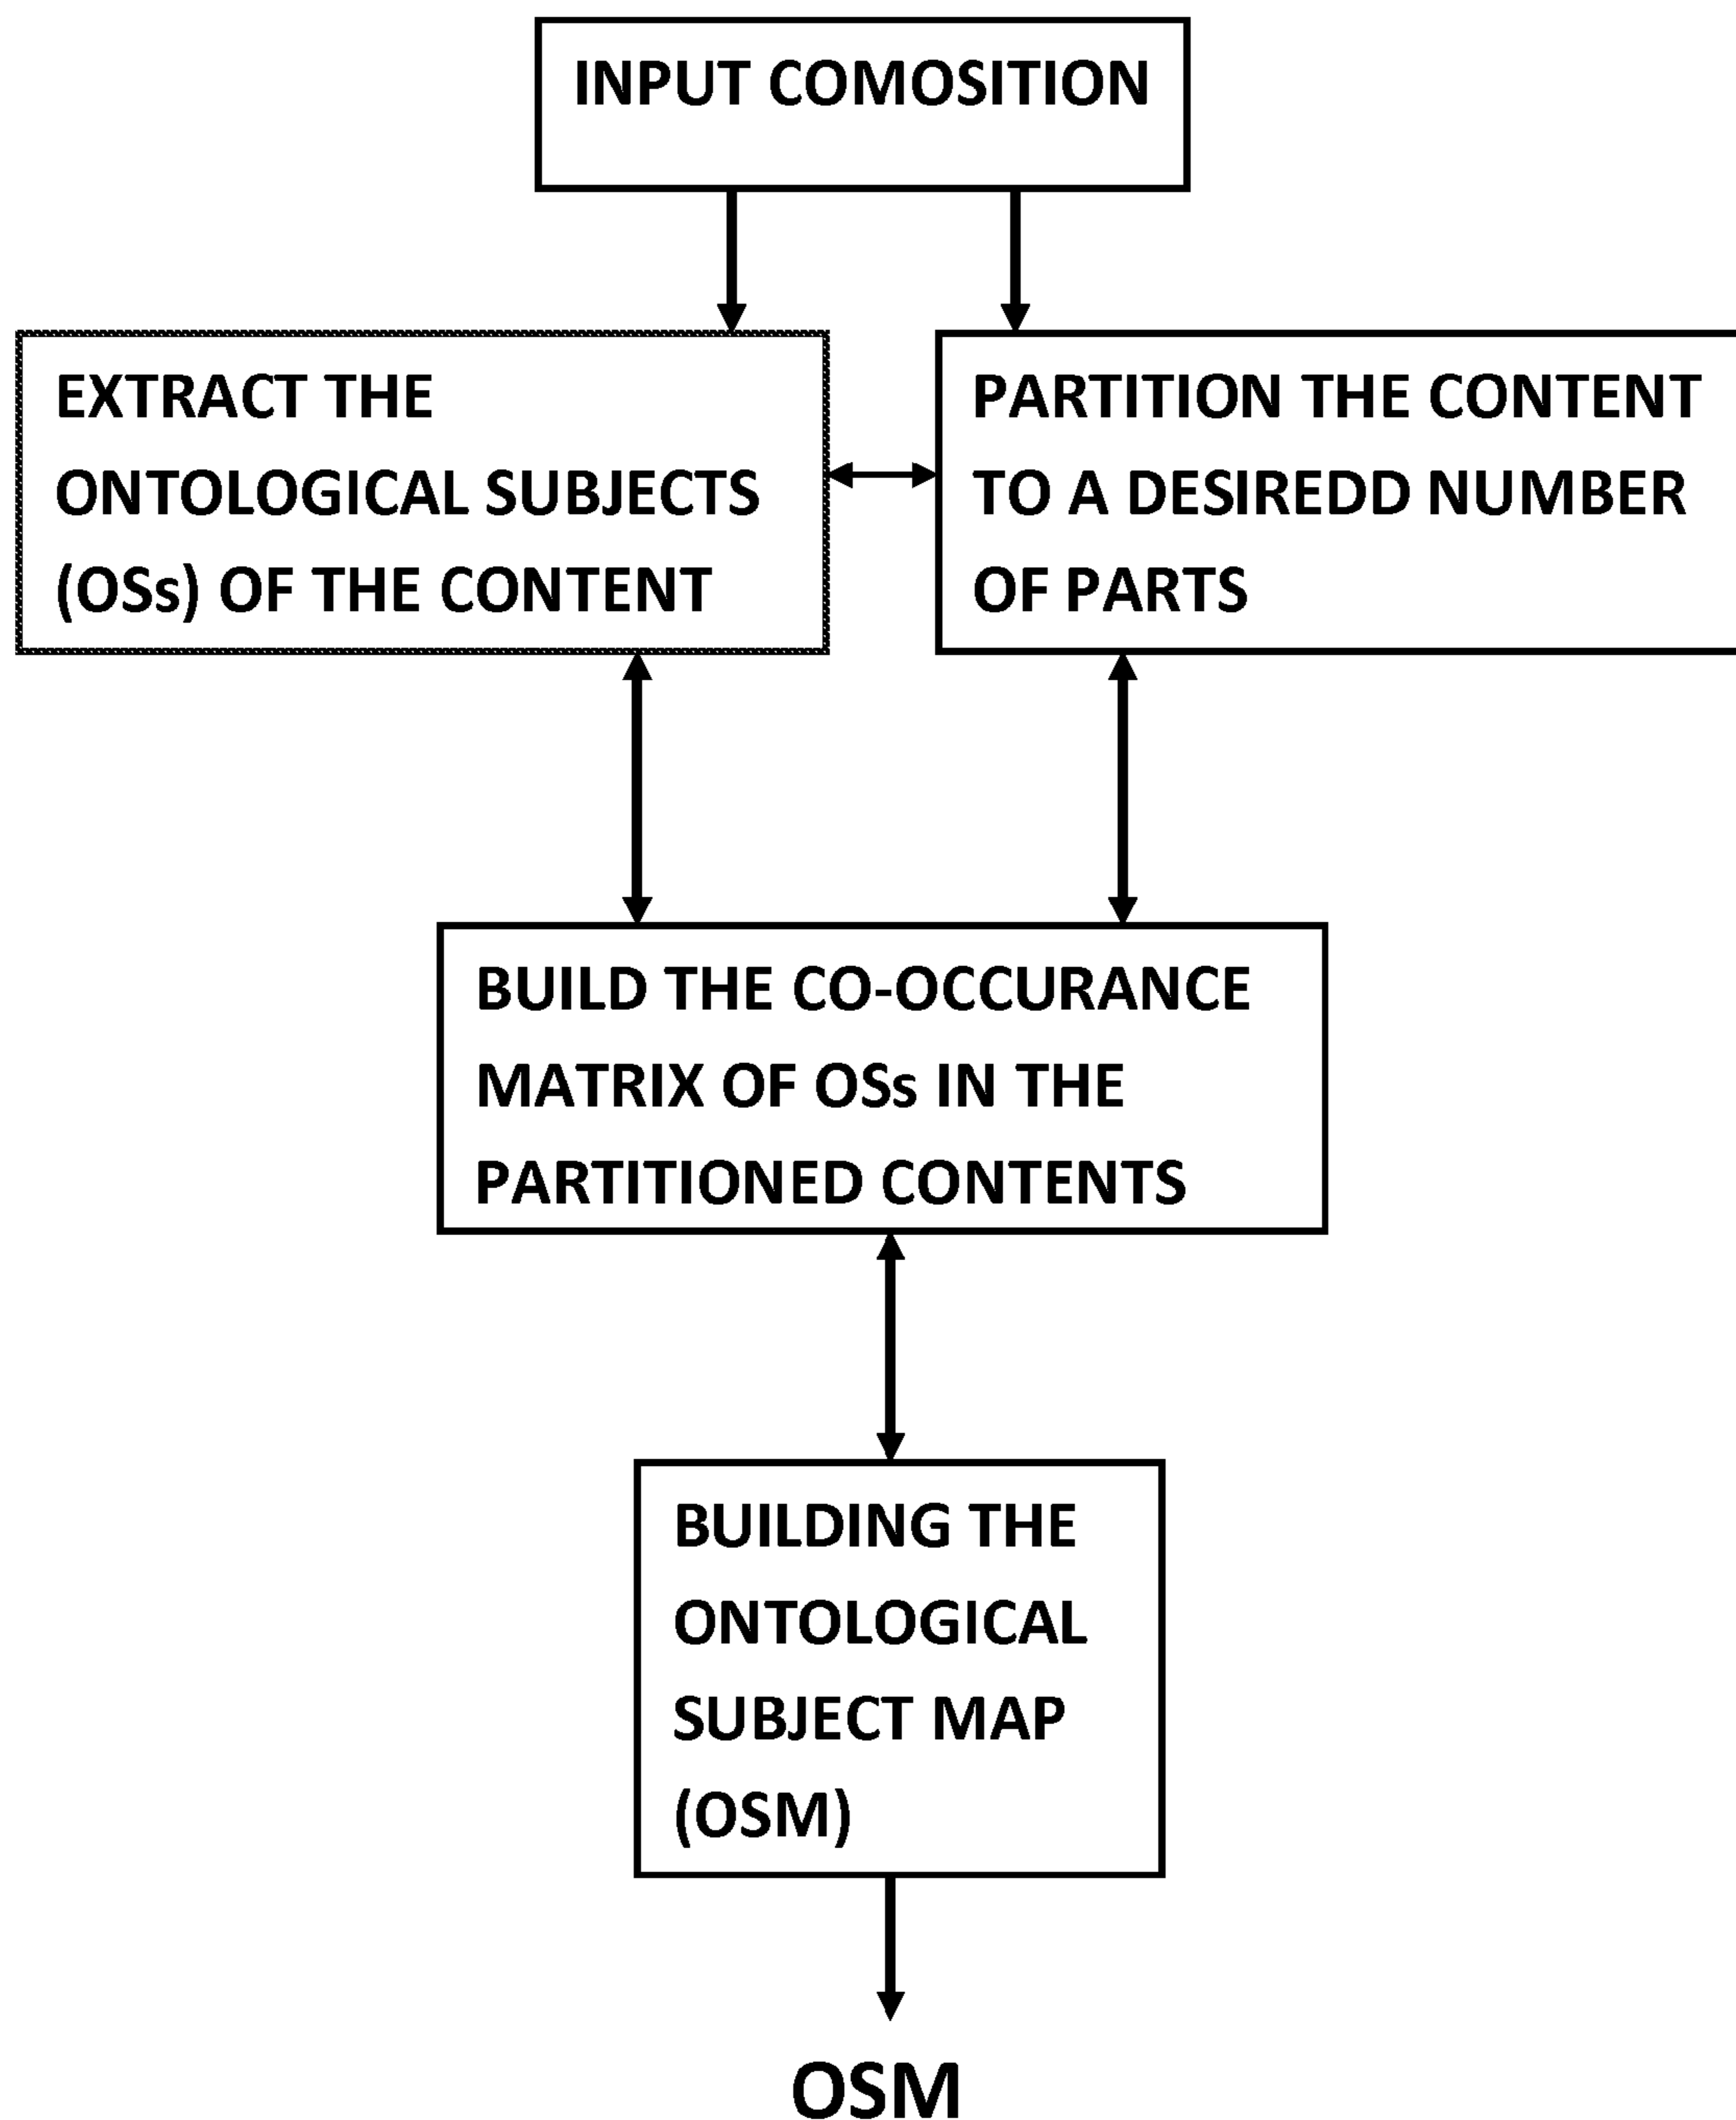 INPUT COMOSITION
EXTRACT THE
ONTOLOGICAL SUBJECTS
(OSs) OF THE CONTENT
PARTITION THE CONTENT
TO A DESIREDD NUMBER
OF PARTS
BUILD THE CO-OCCURANCE
MATRIX OF OSs IN THE
PARTITIONED CONTENTS
BUILDING THE
ONTOLOGICAL
SUBJECT MAP
(OSM)
OSM